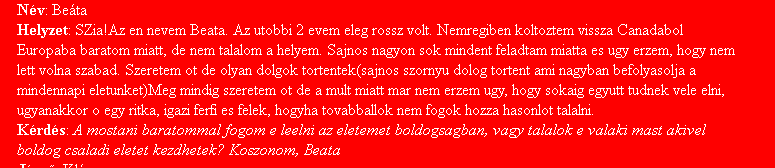 Név: Beáta
Helyzet: SZia!Az en nevem Beata. Az utobbi 2 evem eleg rossz volt. Nemregiben koltoztem vissza Canadabol
Europaba baratom miatt, de nem talalom a helyem. Sajnos nagyon sok mindent feladtam miatta es ugy erzem, hogy nem
lett volna szabad. Szeretem ot de olyan dolgok tortentek(sajnos szornyu dolog tortent ami nagyban befolyasolja a
mindennapi eletunket)Meg mindig szeretem ot de a mult miatt mar nem erzem ugy, hogy sokaig egyutt tudnek vele elni,
ugyanakkor o egy ritka, igazi ferfi es felek, hogyha tovabballok nem fogok hozza hasonlot talalni.
Kérdés: A mostani baratommal fogom e leelni az eletemet boldogsagban, vagy talalok e valaki mast akivel
boldog csaladi eletet kezdhetek? Koszonom, Beata